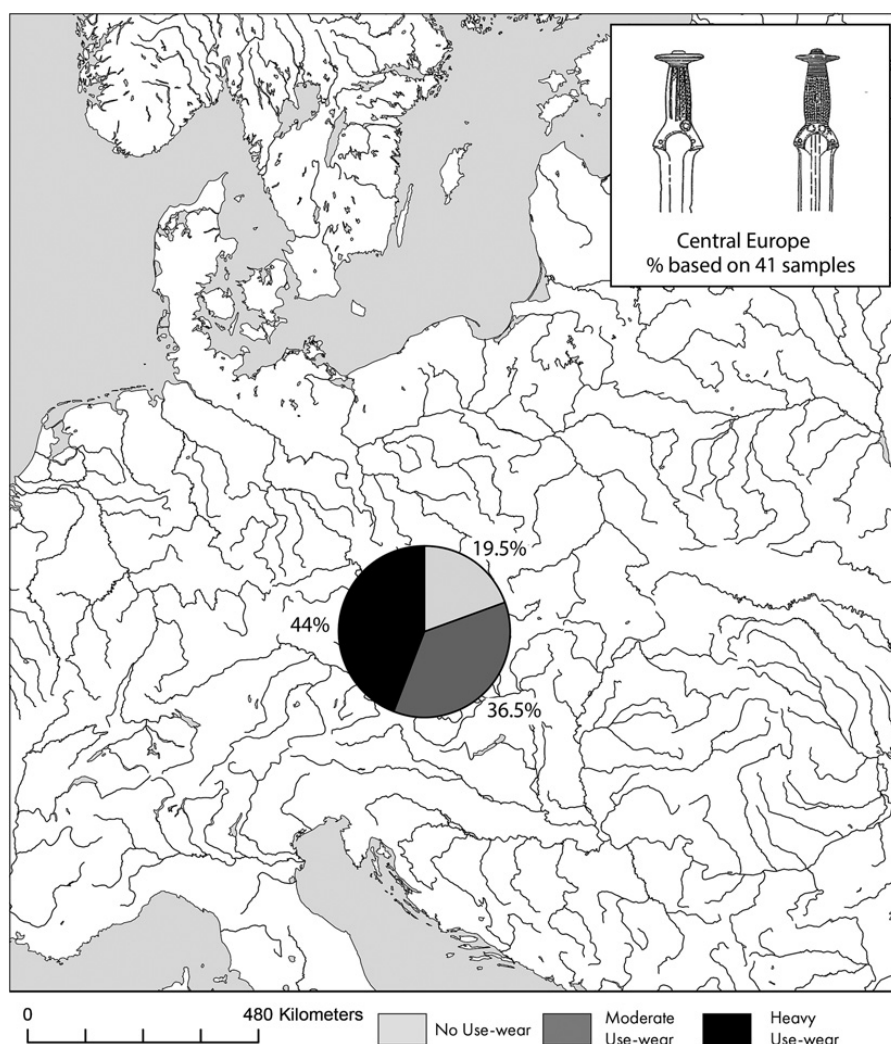 Central Europe
% based on 41 samples
19.5%
44%
36.5%
0
480 Kilometers
No Use-wear
Moderate
Use-wear
Heavy
Use-wear